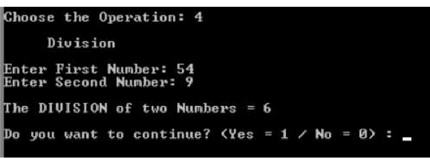 Choose the Operation: 4
Division
Enter First Number: 54
Enter Second Number: 9
The DIVISION of two Numbers = 6
Do you want to continue? (Yes = 1 / No = 0) : _